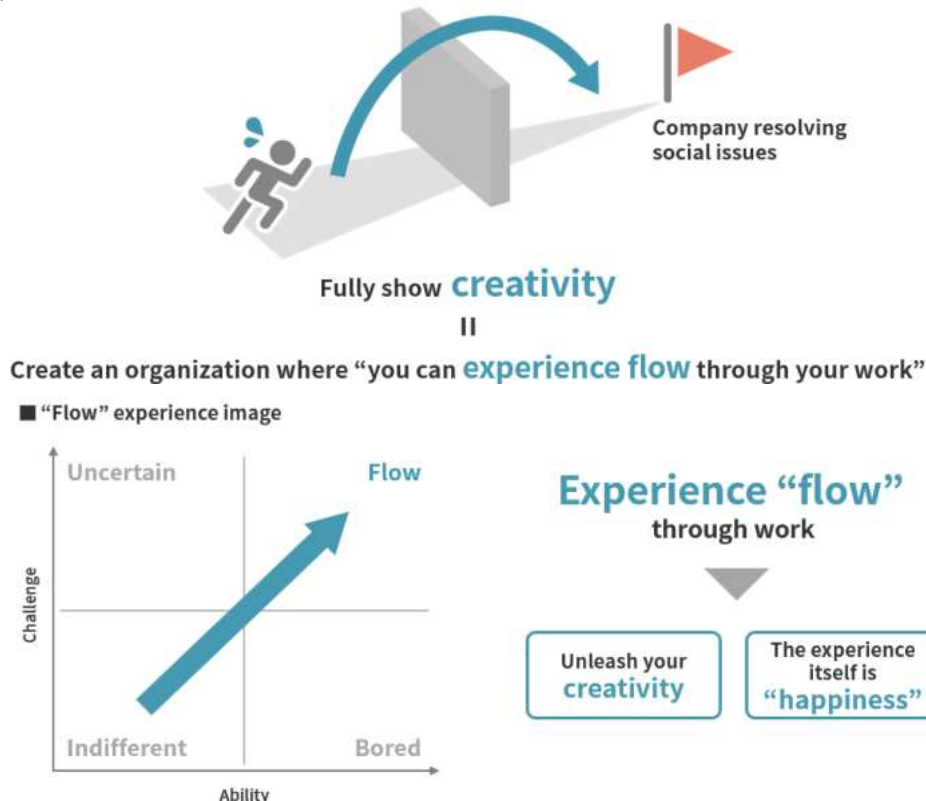 Company resolving
social issues
Fully show creativity
=
Create an organization where “you can experience flow through your work”
■ “Flow” experience image
Uncertain
Flow
Challenge
Indifferent
Bored
Ability
Experience “flow”
through work
Unleash your
creativity
The experience
itself is
“happiness”